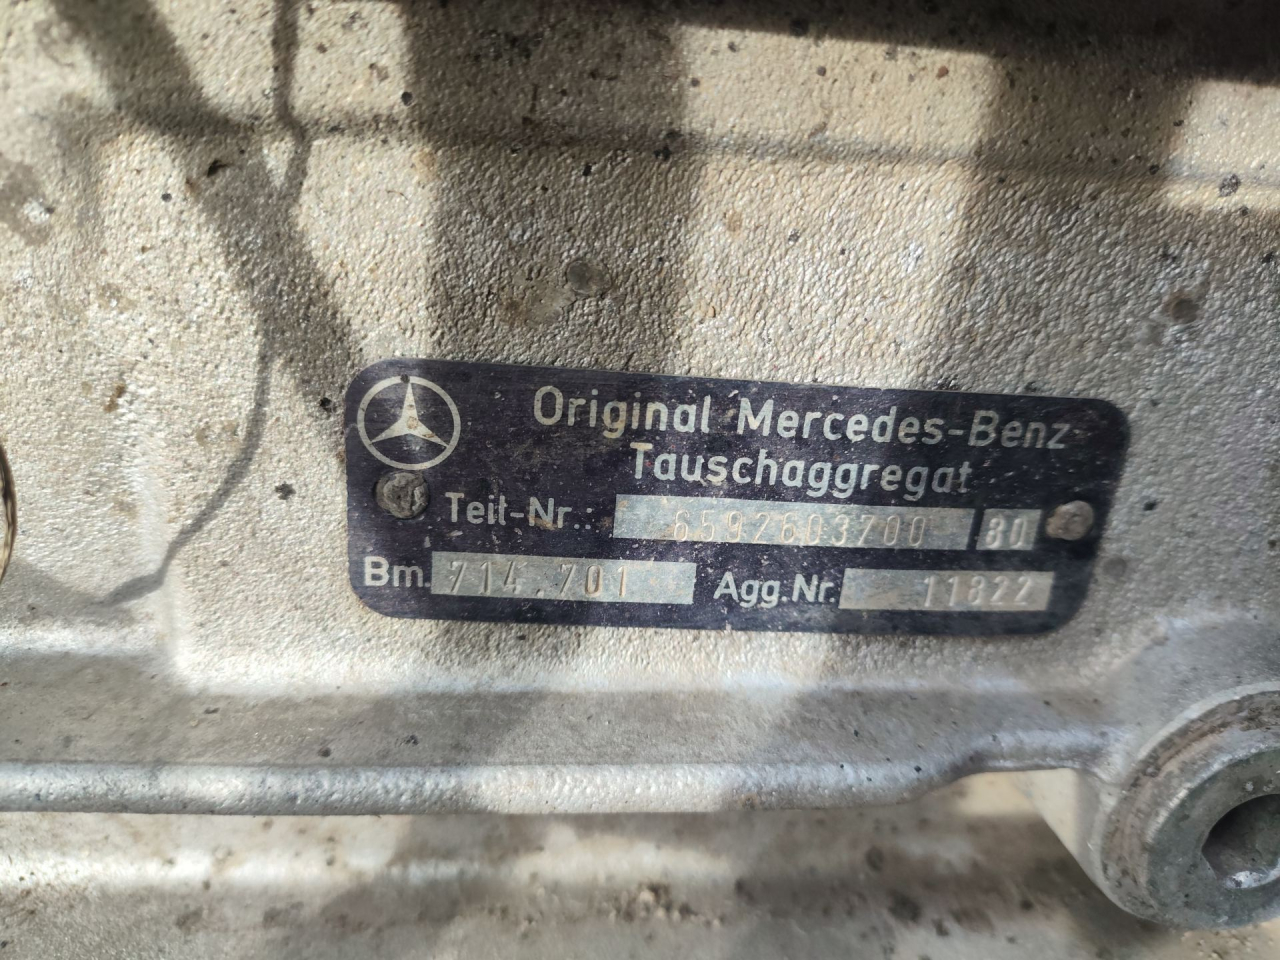 Original Mercedes-Benz
Tauschaggregat
Teil-Nr.: 6592603700 80
Bm. 714.701 Agg.Nr. 11822